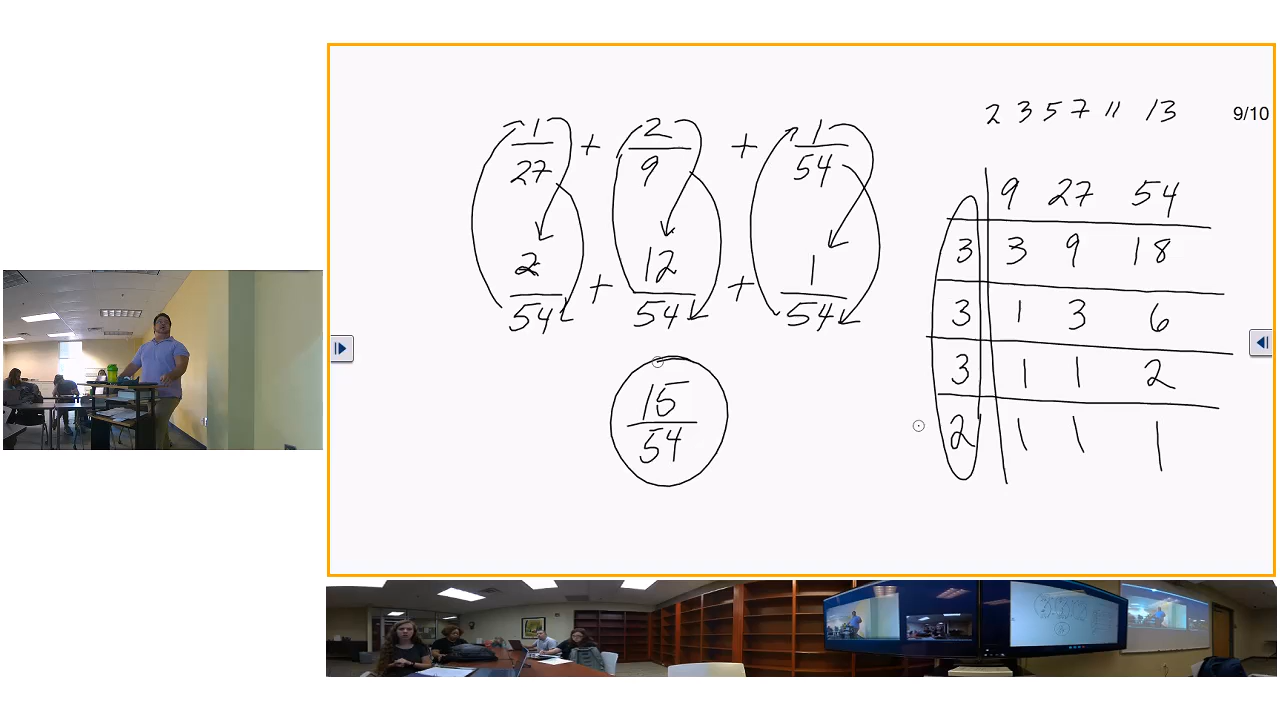 2 3 5 7 11 13
9/10
1/27 + 2/9 + 1/54
2/54 + 12/54 + 1/54
15/54
9 27 54
3 3 9 18
3 1 3 6
3 1 1 2
2 1 1 1